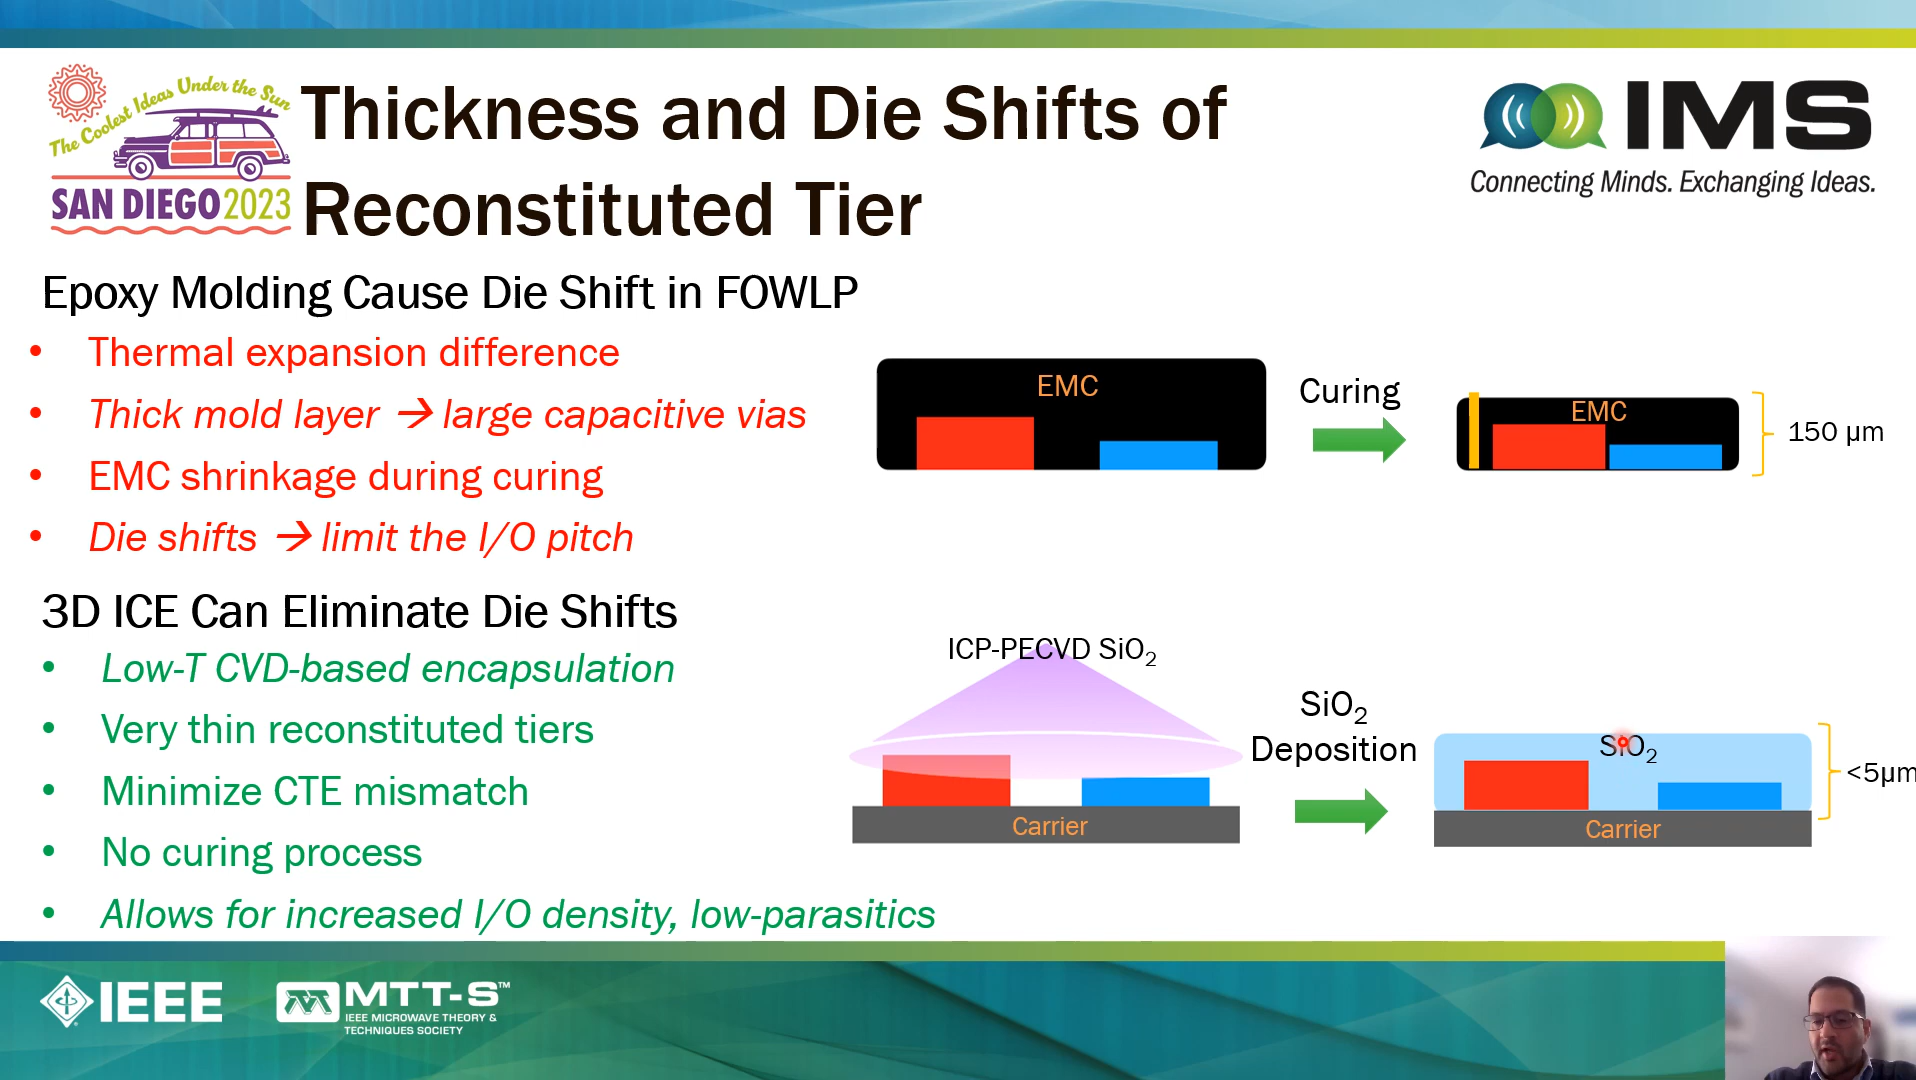 The Coolest Ideas Under the Sun
SAN DIEGO 2023
Thickness and Die Shifts of
Reconstituted Tier
IMS
Connecting Minds. Exchanging Ideas.
Epoxy Molding Cause Die Shift in FOWLP
• Thermal expansion difference
• Thick mold layer → large capacitive vias
• EMC shrinkage during curing
• Die shifts → limit the I/O pitch
EMC
Curing
EMC
150 µm
3D ICE Can Eliminate Die Shifts
• Low-T CVD-based encapsulation
• Very thin reconstituted tiers
• Minimize CTE mismatch
• No curing process
• Allows for increased I/O density, low-parasitics
ICP-PECVD SiO₂
Carrier
SiO₂
Deposition
SiO₂
Carrier
<5µm
IEEE
MTT-S™
IEEE MICROWAVE THEORY &
TECHNIQUES SOCIETY